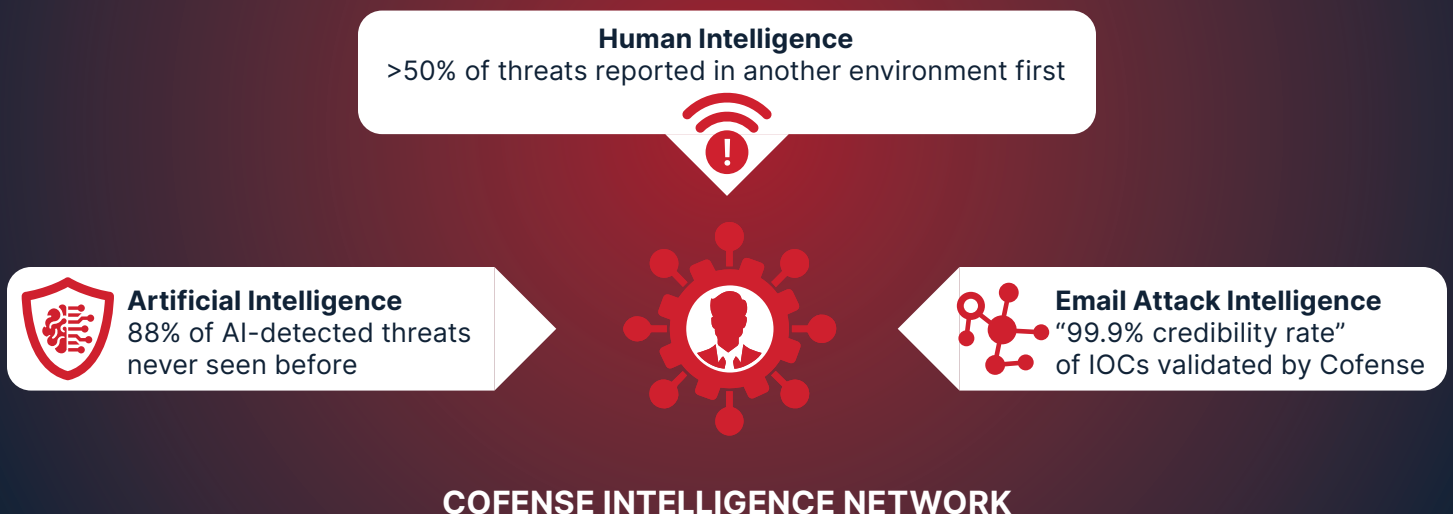 Human Intelligence
>50% of threats reported in another environment first
!
Artificial Intelligence
88% of AI-detected threats
never seen before
Email Attack Intelligence
“99.9% credibility rate”
of IOCs validated by Cofense
COFENSE INTELLIGENCE NETWORK